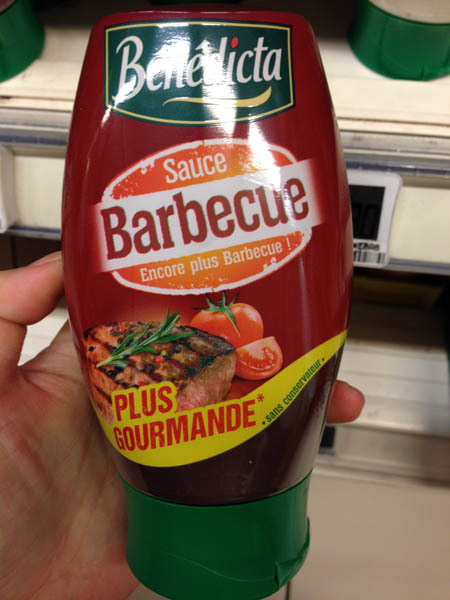 Bénédicta
Sauce
Barbecue
Encore plus Barbecue !
PLUS
GOURMANDE*
• sans conservateur •